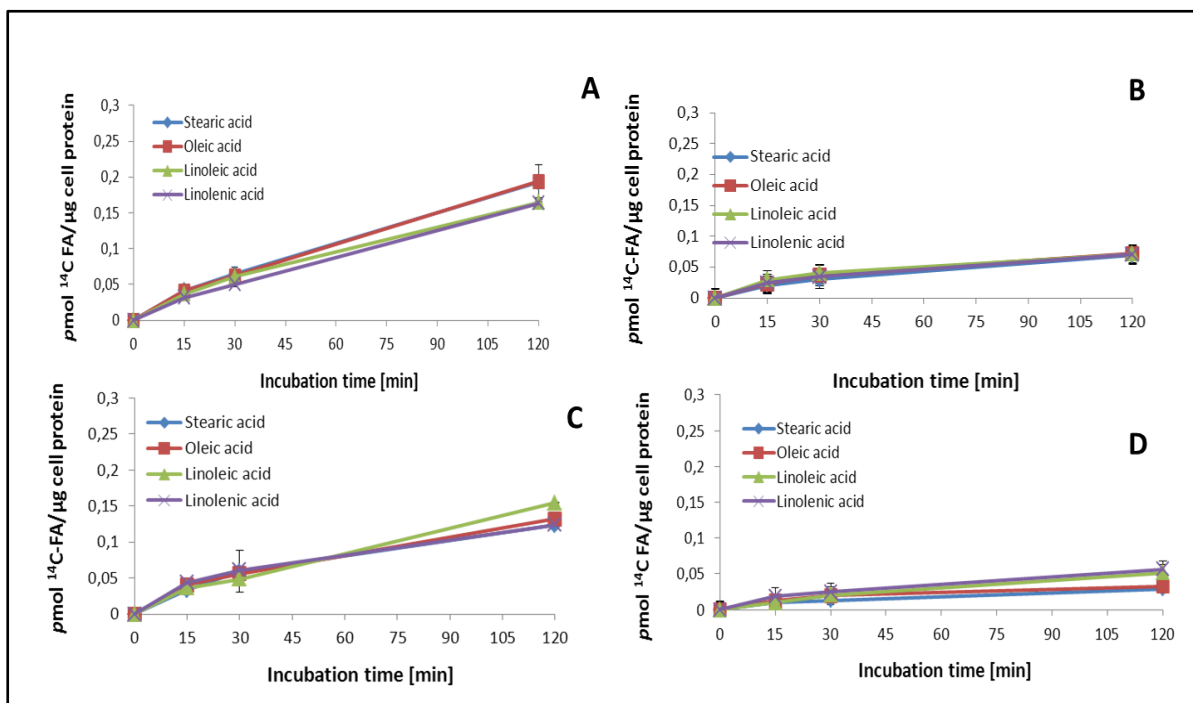 A
pmol ¹⁴C FA/µg cell protein
0,3
0,25
0,2
0,15
0,1
0,05
0
Stearic acid
Oleic acid
Linoleic acid
Linolenic acid
0 15 30 45 60 75 90 105 120
Incubation time [min]
B
pmol ¹⁴C-FA/µg cell protein
0,3
0,25
0,2
0,15
0,1
0,05
0
Stearic acid
Oleic acid
Linoleic acid
Linolenic acid
0 15 30 45 60 75 90 105 120
Incubation time [min]
C
pmol ¹⁴C-FA/µg cell protein
0,3
0,25
0,2
0,15
0,1
0,05
0
Stearic acid
Oleic acid
Linoleic acid
Linolenic acid
0 15 30 45 60 75 90 105 120
Incubation time [min]
D
pmol ¹⁴C FA/µg cell protein
0,3
0,25
0,2
0,15
0,1
0,05
0
Stearic acid
Oleic acid
Linoleic acid
Linolenic acid
0 15 30 45 60 75 90 105 120
Incubation time [min]